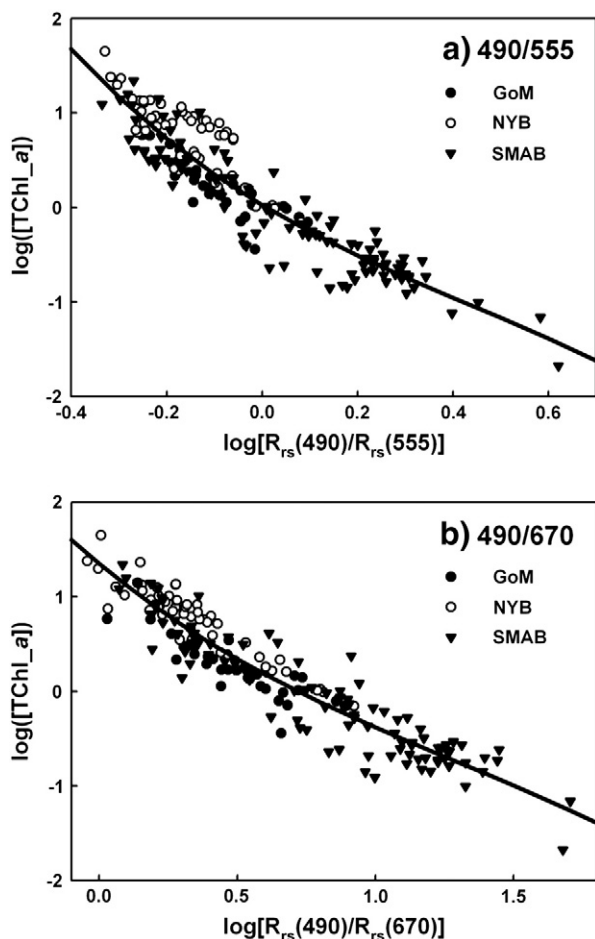 a) 490/555
GoM
NYB
SMAB
2
1
0
-1
-2
log([TChl_a])
-0.4 -0.2 0.0 0.2 0.4 0.6
log[Rrs(490)/Rrs(555)]
b) 490/670
GoM
NYB
SMAB
2
1
0
-1
-2
log([TChl_a])
0.0 0.5 1.0 1.5
log[Rrs(490)/Rrs(670)]